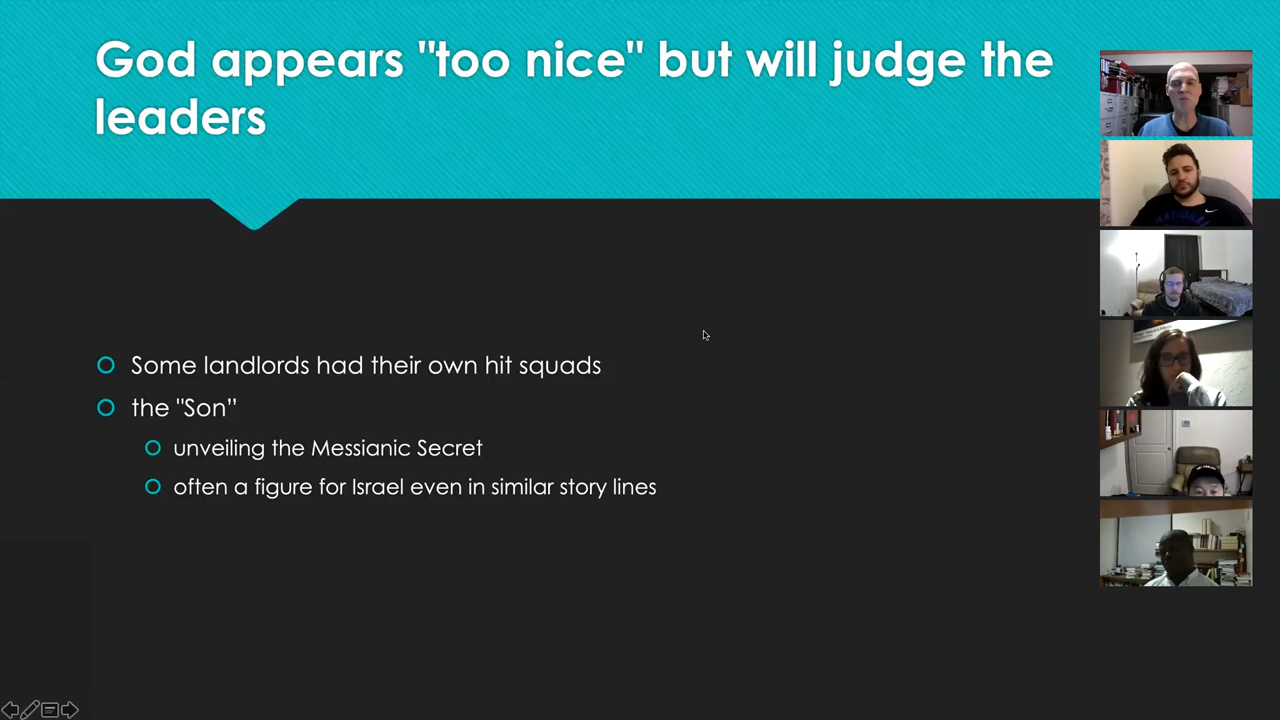 God appears "too nice" but will judge the
leaders
Some landlords had their own hit squads
the "Son”
unveiling the Messianic Secret
often a figure for Israel even in similar story lines
NATIONAL